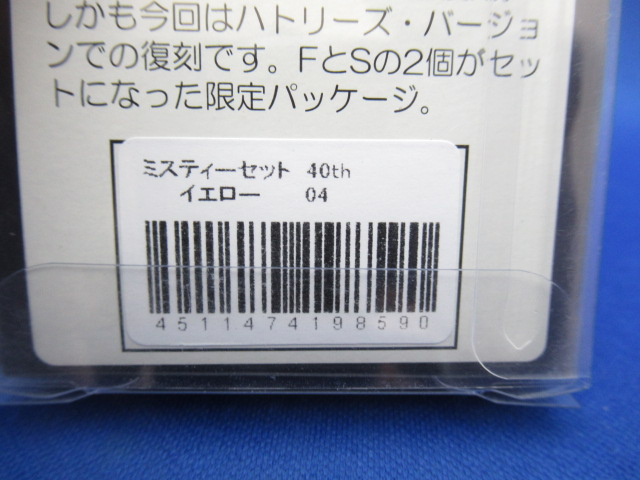 しかも今回はハトリーズ・バージョ
ンでの復刻です。FとSの2個がセッ
トになった限定パッケージ。
ミスティーセット 40th
イエロー 04
4511474198590